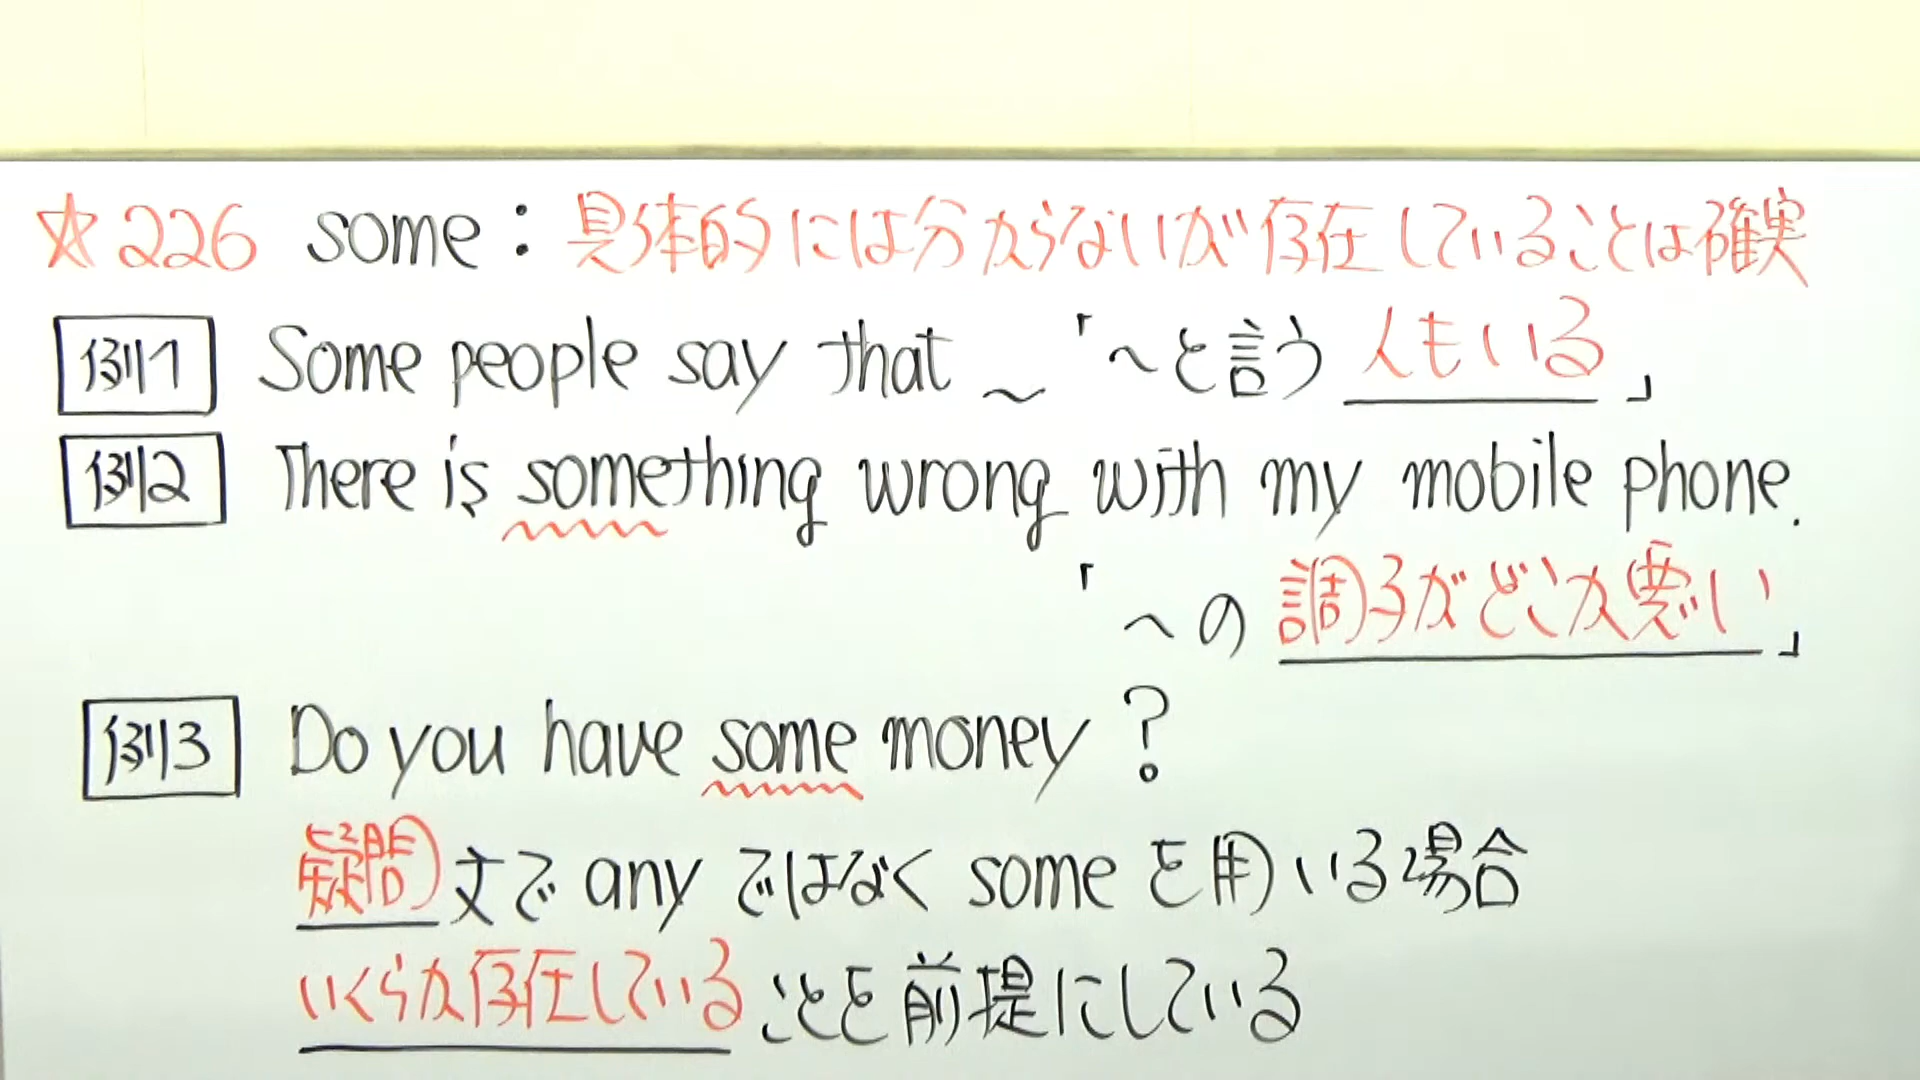 ☆226 some：具体的には分からないが存在していることは確実
例1 Some people say that ～ 「～と言う人もいる」
例2 There is something wrong with my mobile phone.
「～の調子がどこか悪い」
例3 Do you have some money?
疑問文で any ではなく some を用いる場合
いくらか存在していることを前提にしている